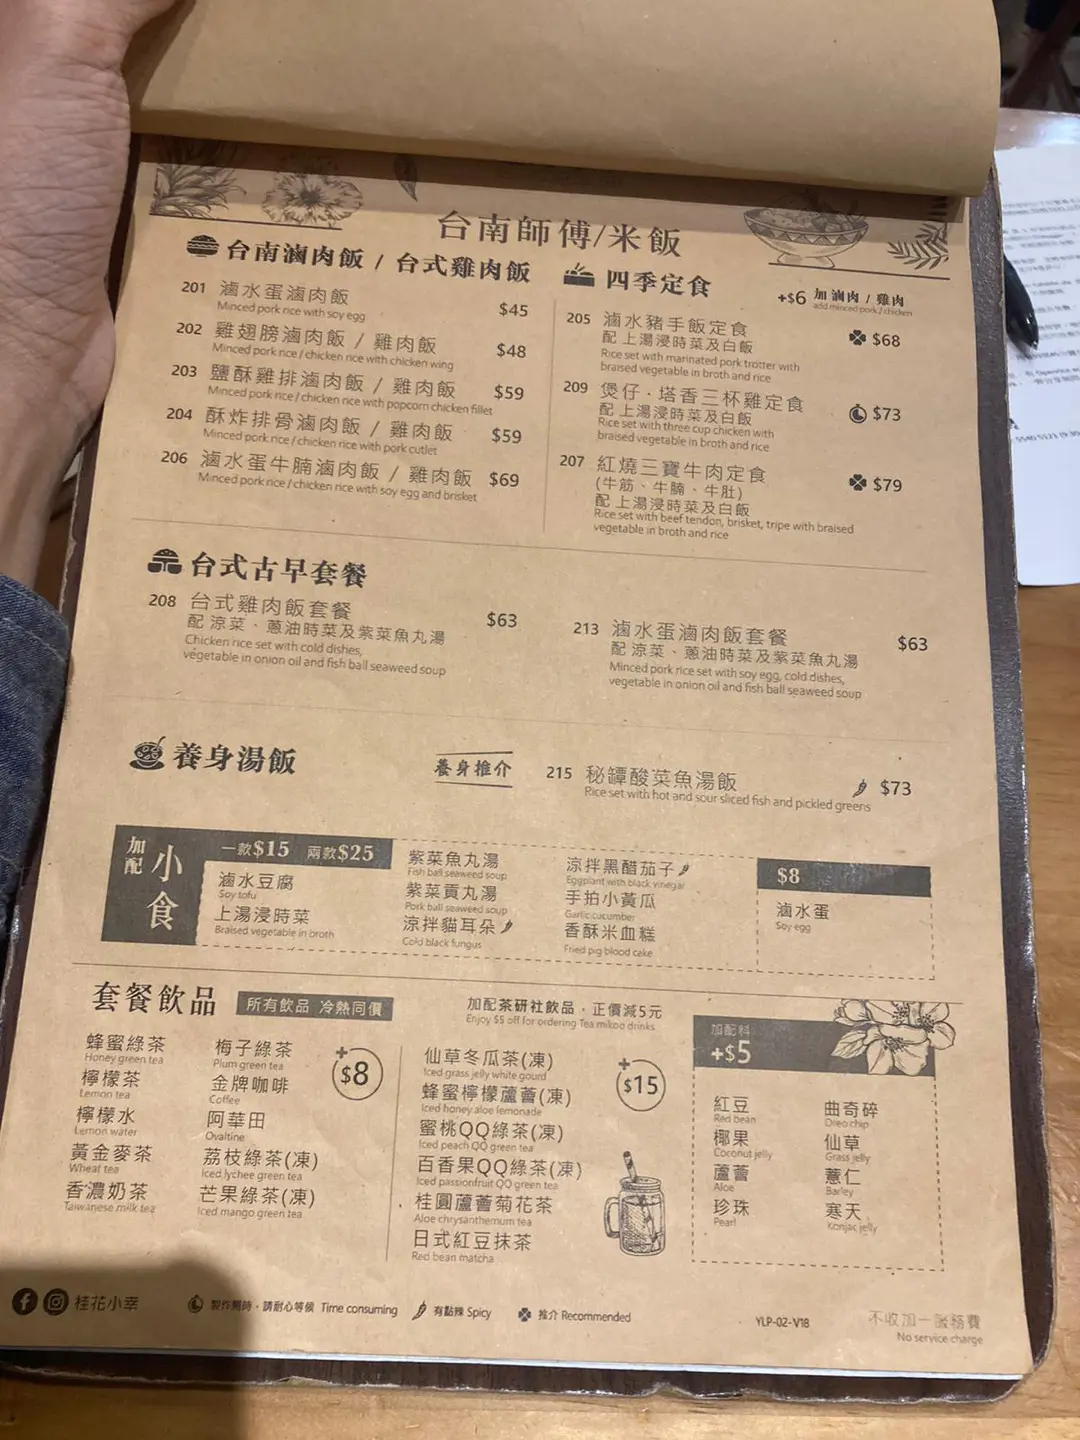 台南師傅/米飯
台南滷肉飯 / 台式雞肉飯
201 滷水蛋滷肉飯 $45
Minced pork rice with soy egg
202 雞翅膀滷肉飯 / 雞肉飯 $48
Minced pork rice / chicken rice with chicken wing
203 鹽酥雞排滷肉飯 / 雞肉飯 $59
Minced pork rice / chicken rice with popcorn chicken fillet
204 酥炸排骨滷肉飯 / 雞肉飯 $59
Minced pork rice / chicken rice with pork cutlet
206 滷水蛋牛腩滷肉飯 / 雞肉飯 $69
Minced pork rice / chicken rice with soy egg and brisket
四季定食
+$6 加 滷肉 / 雞肉
add minced pork / chicken
205 滷水豬手飯定食 $68
配 上湯浸時菜及白飯
Rice set with marinated pork trotter with
braised vegetable in broth and rice
209 煲仔·塔香三杯雞定食 $73
配 上湯浸時菜及白飯
Rice set with three cup chicken with
braised vegetable in broth and rice
207 紅燒三寶牛肉定食 $79
(牛筋、牛腩、牛肚)
配 上湯浸時菜及白飯
Rice set with beef tendon, brisket, tripe with braised
vegetable in broth and rice
台式古早套餐
208 台式雞肉飯套餐 $63
配 涼菜、蔥油時菜及紫菜魚丸湯
Chicken rice set with cold dishes,
vegetable in onion oil and fish ball seaweed soup
213 滷水蛋滷肉飯套餐 $63
配 涼菜、蔥油時菜及紫菜魚丸湯
Minced pork rice set with soy egg, cold dishes,
vegetable in onion oil and fish ball seaweed soup
養身湯飯
養身推介
215 秘罈酸菜魚湯飯 $73
Rice set with hot and sour sliced fish and pickled greens
加配 小食
一款$15 兩款$25
滷水豆腐
Soy tofu
上湯浸時菜
Braised vegetable in broth
紫菜魚丸湯
Fish ball seaweed soup
紫菜貢丸湯
Pork ball seaweed soup
涼拌貓耳朵
Cold black fungus
涼拌黑醋茄子
Eggplant with black vinegar
手拍小黃瓜
Garlic cucumber
香酥米血糕
Fried pig blood cake
$8
滷水蛋
Soy egg
套餐飲品
所有飲品 冷熱同價
蜂蜜綠茶
Honey green tea
檸檬茶
Lemon tea
檸檬水
Lemon water
黃金麥茶
Wheat tea
香濃奶茶
Taiwanese milk tea
梅子綠茶
Plum green tea
金牌咖啡
Coffee
阿華田
Ovaltine
荔枝綠茶(凍)
Iced lychee green tea
芒果綠茶(凍)
Iced mango green tea
+$8
加配茶研社飲品·正價減5元
Enjoy $5 off for ordering Tea mikoo drinks
仙草冬瓜茶(凍)
Iced grass jelly white gourd
蜂蜜檸檬蘆薈(凍)
Iced honey aloe lemonade
蜜桃QQ綠茶(凍)
Iced peach QQ green tea
百香果QQ綠茶(凍)
Iced passionfruit QQ green tea
桂圓蘆薈菊花茶
Aloe chrysanthemum tea
日式紅豆抹茶
Red bean matcha
+$15
加配料
+$5
紅豆
Red bean
椰果
Coconut jelly
蘆薈
Aloe
珍珠
Pearl
曲奇碎
Oreo chip
仙草
Grass jelly
薏仁
Barley
寒天
Konjac jelly
桂花小幸
製作需時·請耐心等候 Time consuming
有點辣 Spicy
推介 Recommended
YLP-02-V18
不收加一服務費
No service charge